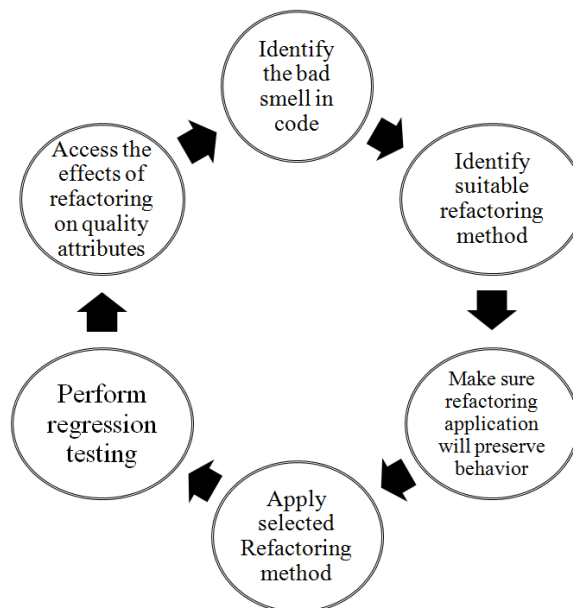 Identify
the bad
smell in
code
Identify
suitable
refactoring
method
Make sure
refactoring
application
will preserve
behavior
Apply
selected
Refactoring
method
Perform
regression
testing
Access the
effects of
refactoring
on quality
attributes